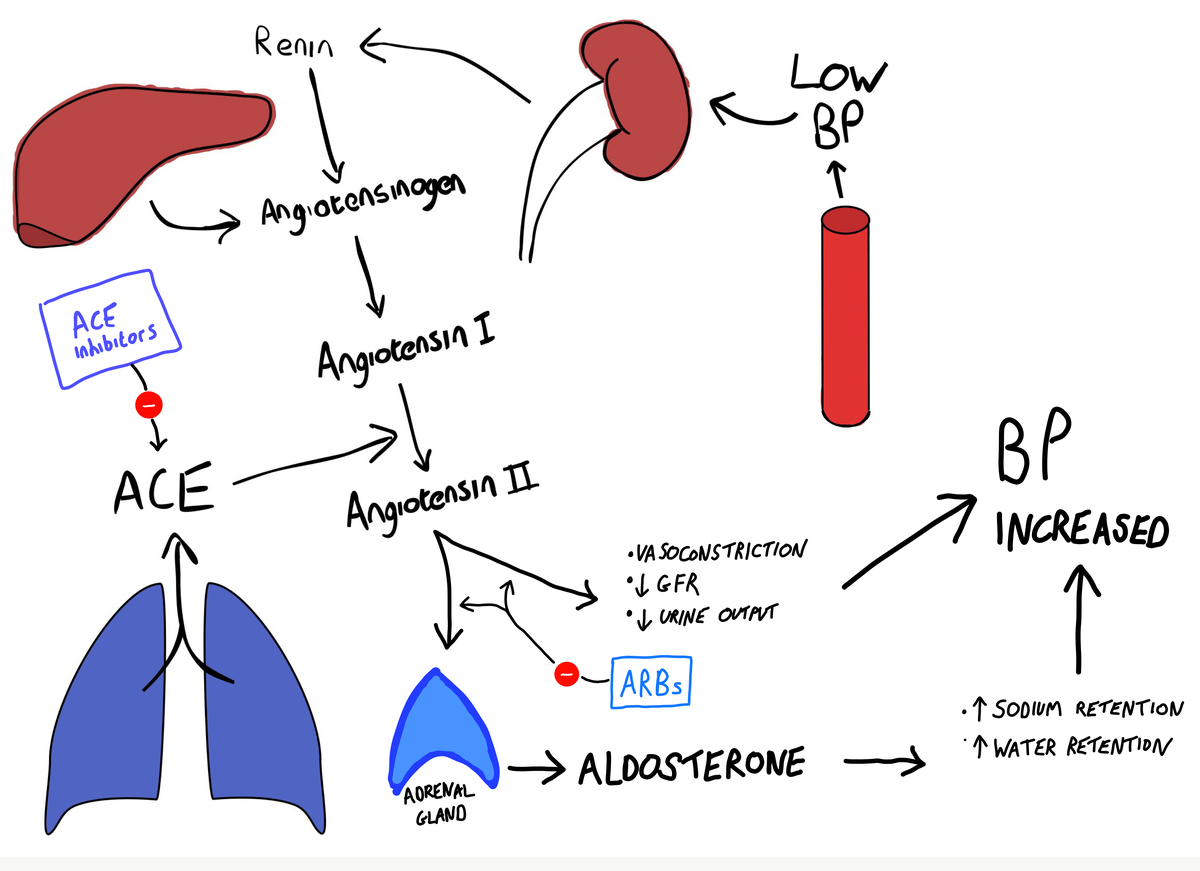 Renin
LOW
BP
Angiotensinogen
ACE
inhibitors
Angiotensin I
ACE
Angiotensin II
BP
INCREASED
•VASOCONSTRICTION
•↓ GFR
•↓ URINE OUTPUT
ARBs
ADRENAL
GLAND
ALDOSTERONE
•↑ SODIUM RETENTION
•↑ WATER RETENTION